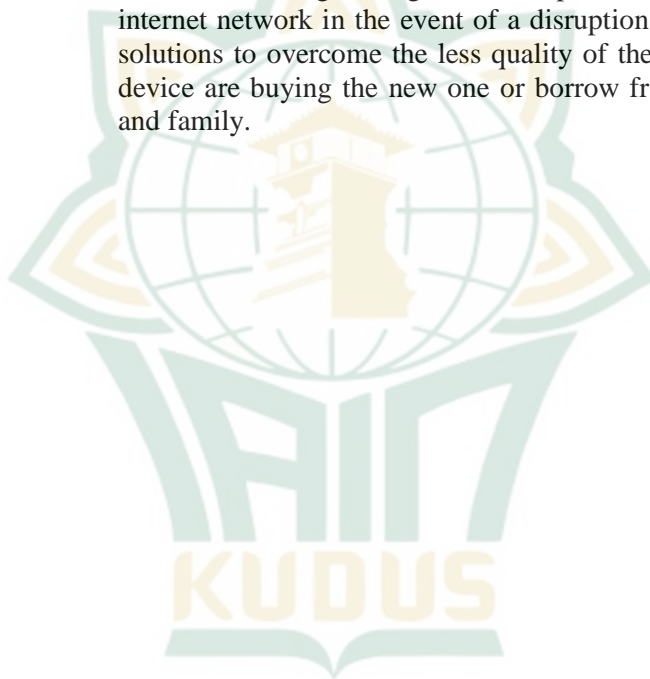 internet network in the event of a disruption
solutions to overcome the less quality of the
device are buying the new one or borrow fr
and family.
IAIN
KUDUS